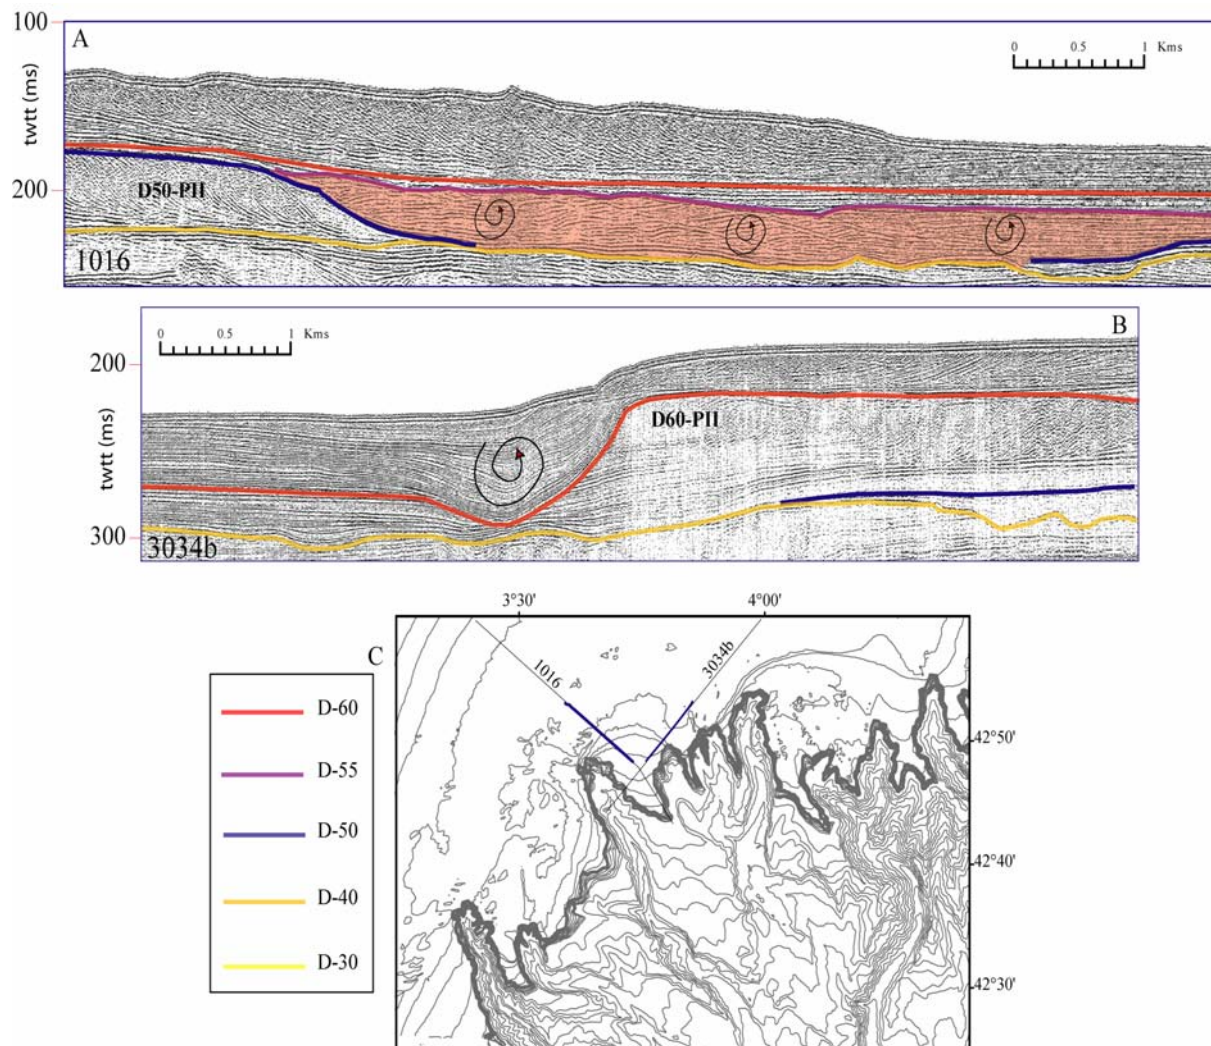 100
A
0 0.5 1 Kms
twtt (ms)
200
D50-PII
1016
0 0.5 1 Kms
B
200
D60-PII
twtt (ms)
300
3034b
3°30' 4°00'
C
1016
3034b
D-60
D-55
D-50
D-40
D-30
42°50'
42°40'
42°30'